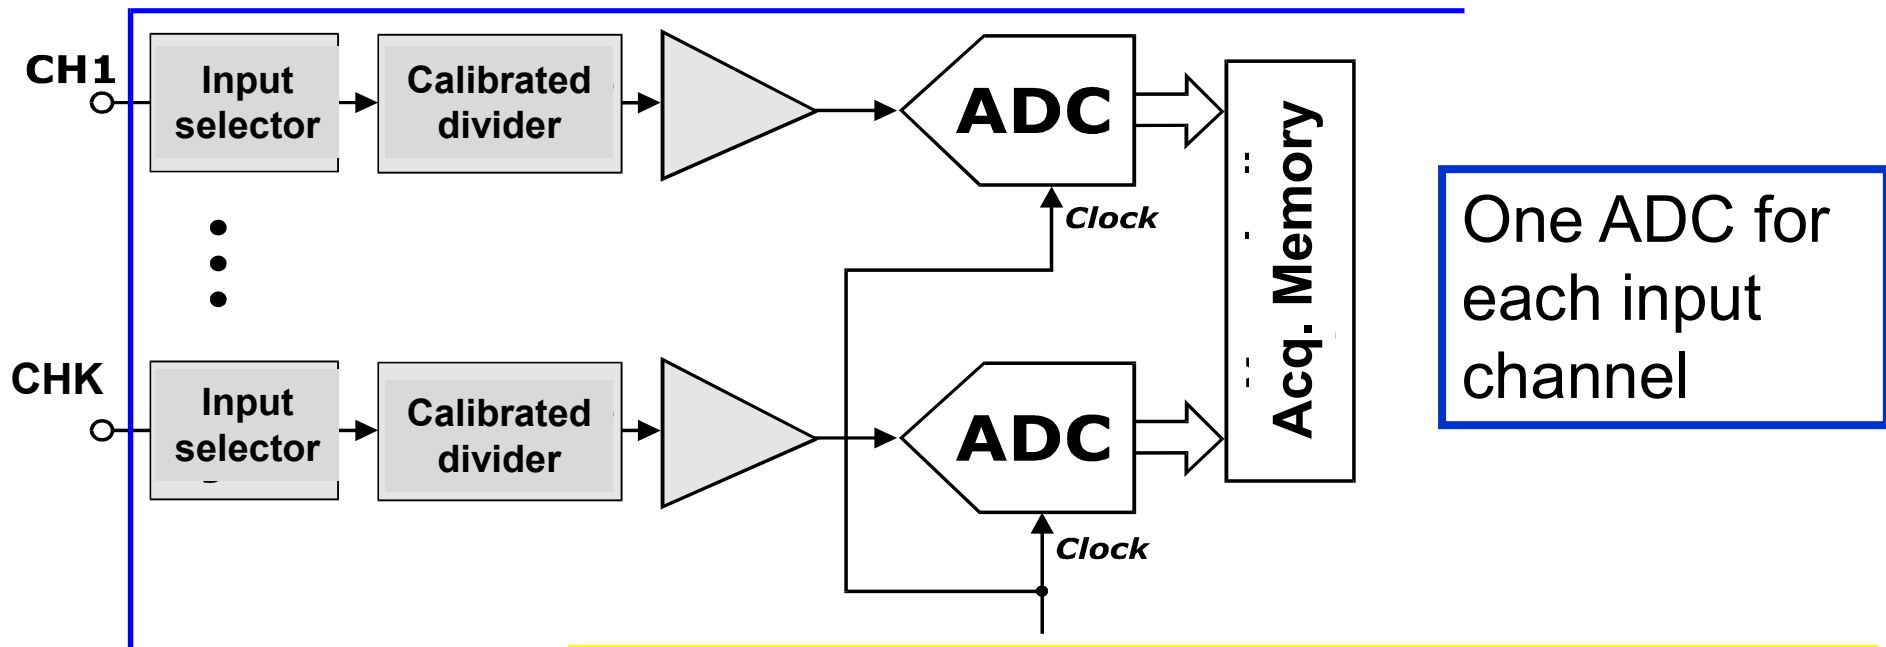 CH1
Input
selector
Calibrated
divider
ADC
Clock
Acq. Memory
One ADC for
each input
channel
CHK
Input
selector
Calibrated
divider
ADC
Clock